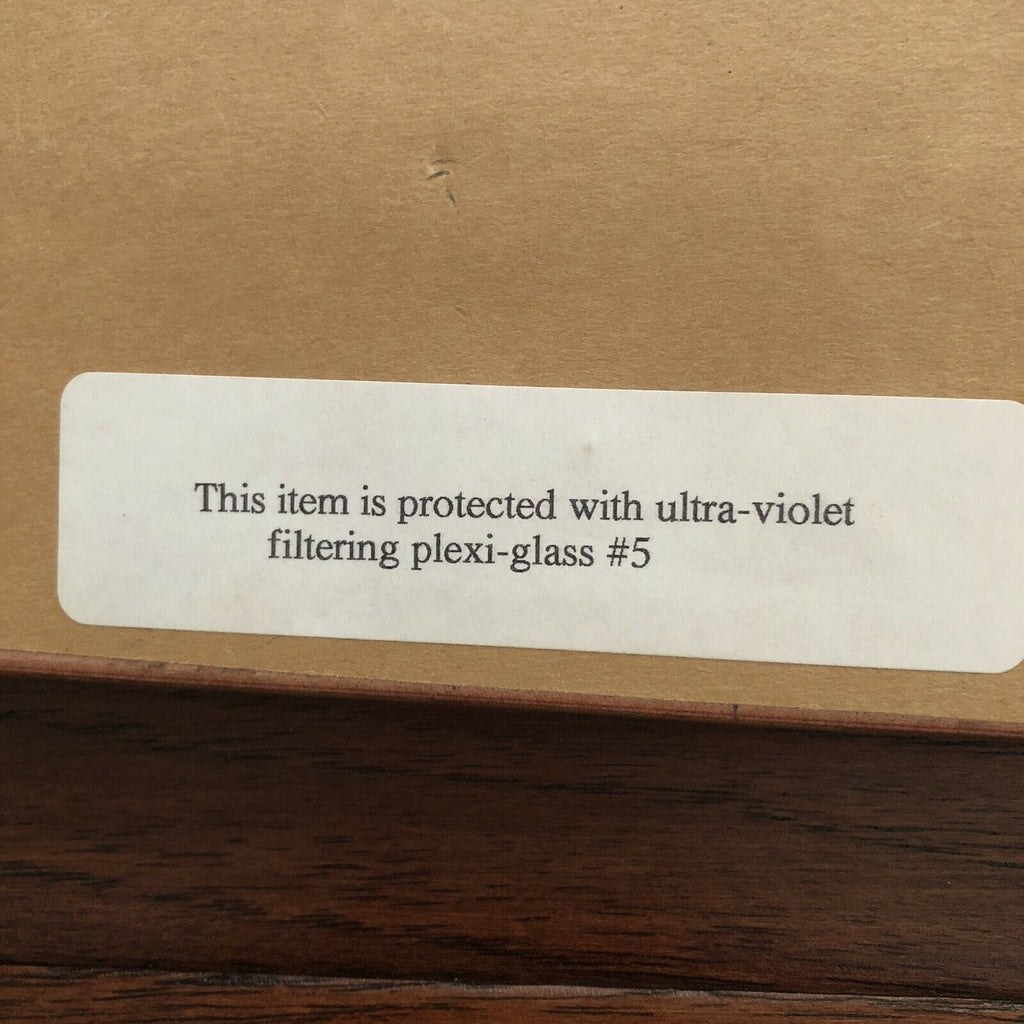 This item is protected with ultra-violet
filtering plexi-glass #5